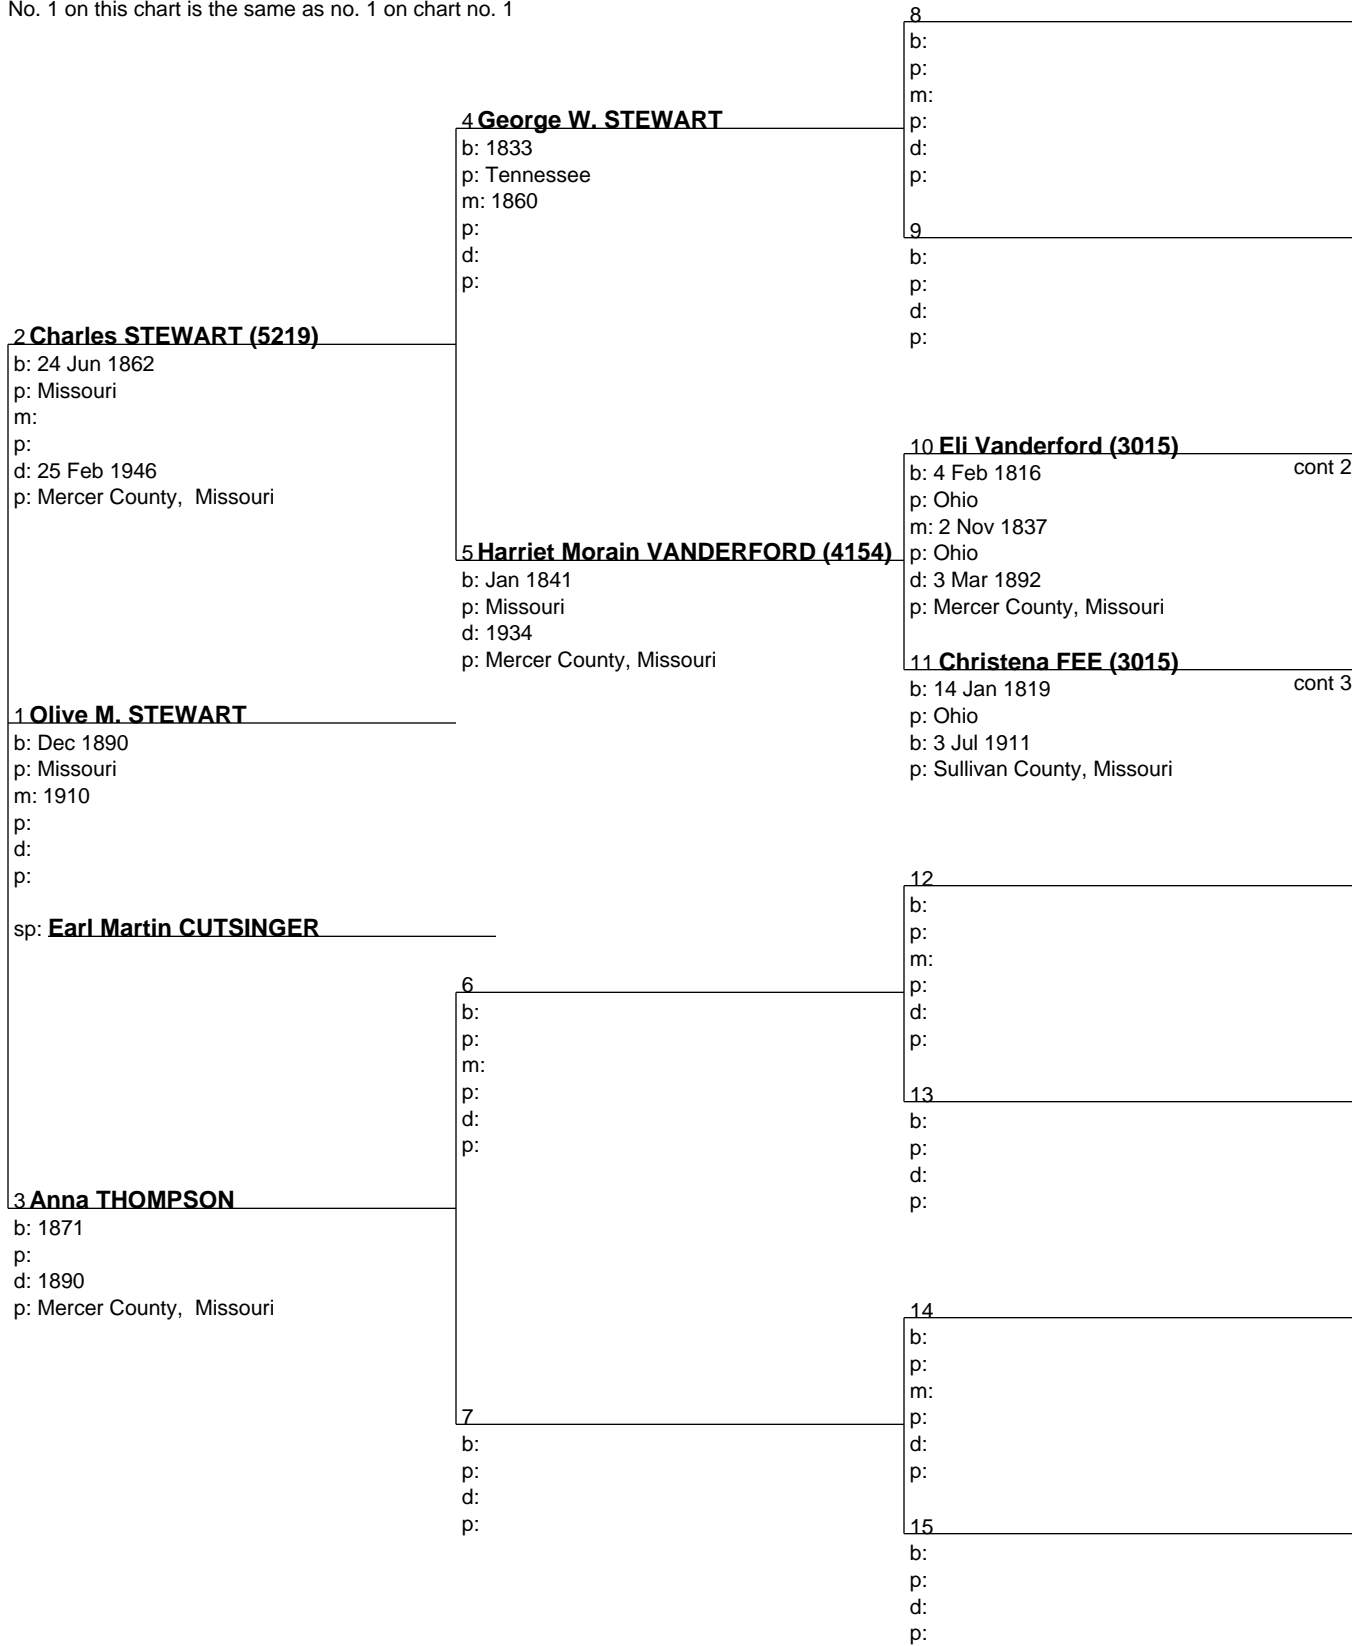 No. 1 on this chart is the same as no. 1 on chart no. 1
2 Charles STEWART (5219)
b: 24 Jun 1862
p: Missouri
m:
p:
d: 25 Feb 1946
p: Mercer County,  Missouri
1 Olive M. STEWART
b: Dec 1890
p: Missouri
m: 1910
p:
d:
p:
sp: Earl Martin CUTSINGER
3 Anna THOMPSON
b: 1871
p:
d: 1890
p: Mercer County,  Missouri
4 George W. STEWART
b: 1833
p: Tennessee
m: 1860
p:
d:
p:
5 Harriet Morain VANDERFORD (4154)
b: Jan 1841
p: Missouri
d: 1934
p: Mercer County, Missouri
6
b:
p:
m:
p:
d:
p:
7
b:
p:
d:
p:
8
b:
p:
m:
p:
d:
p:
9
b:
p:
d:
p:
10 Eli Vanderford (3015)
cont 2
b: 4 Feb 1816
p: Ohio
m: 2 Nov 1837
p: Ohio
d: 3 Mar 1892
p: Mercer County, Missouri
11 Christena FEE (3015)
cont 3
b: 14 Jan 1819
p: Ohio
b: 3 Jul 1911
p: Sullivan County, Missouri
12
b:
p:
m:
p:
d:
p:
13
b:
p:
d:
p:
14
b:
p:
m:
p:
d:
p:
15
b:
p:
d:
p: